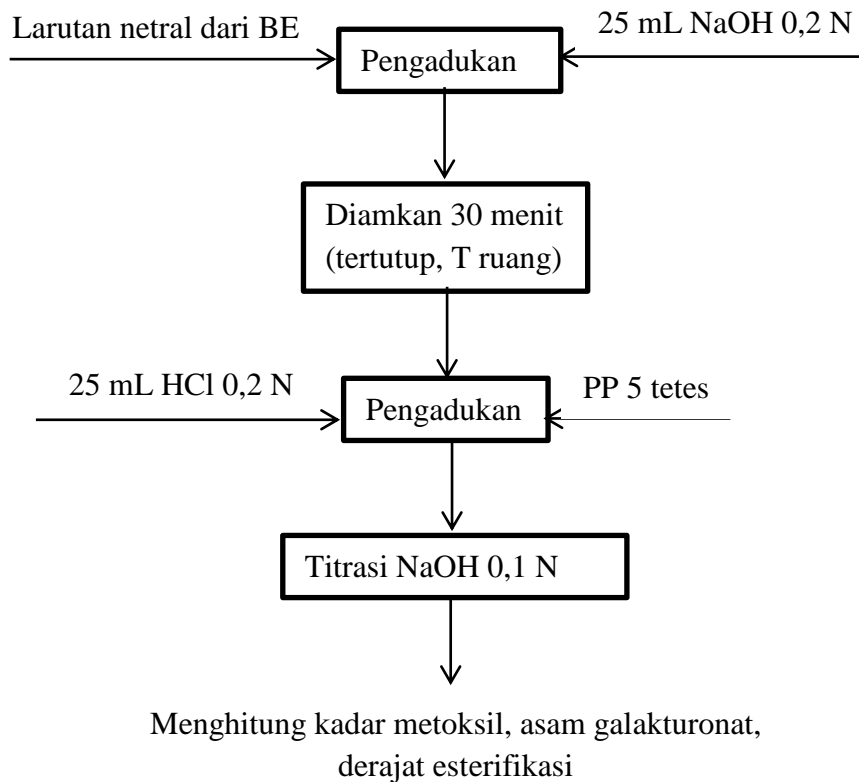 Larutan netral dari BE
25 mL NaOH 0,2 N
Pengadukan
Diamkan 30 menit
(tertutup, T ruang)
25 mL HCl 0,2 N
PP 5 tetes
Pengadukan
Titrasi NaOH 0,1 N
Menghitung kadar metoksil, asam galakturonat,
derajat esterifikasi